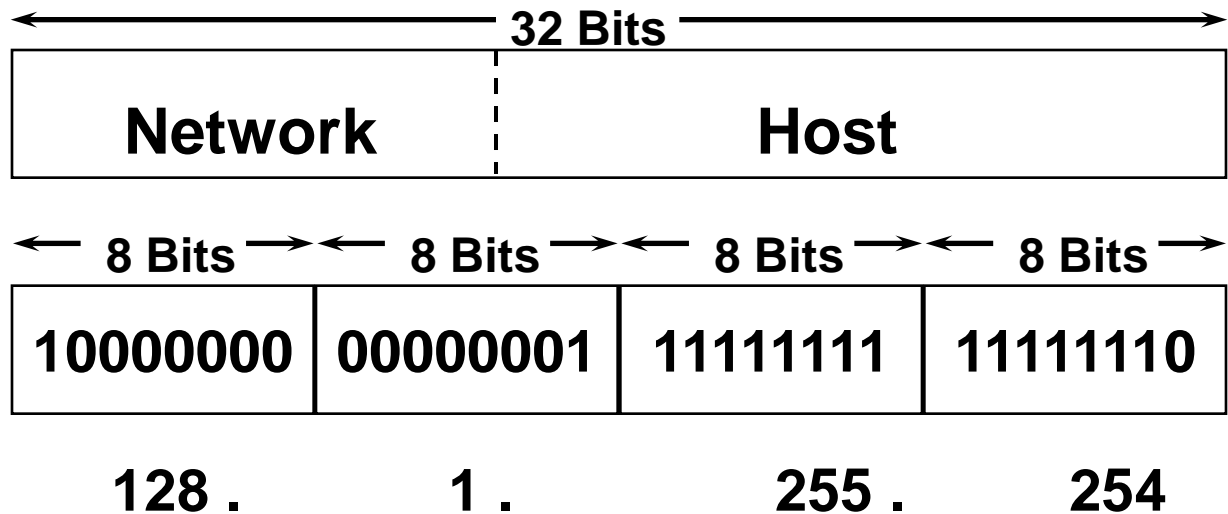 32 Bits
Network Host
8 Bits 8 Bits 8 Bits 8 Bits
10000000 00000001 11111111 11111110
128 . 1 . 255 . 254